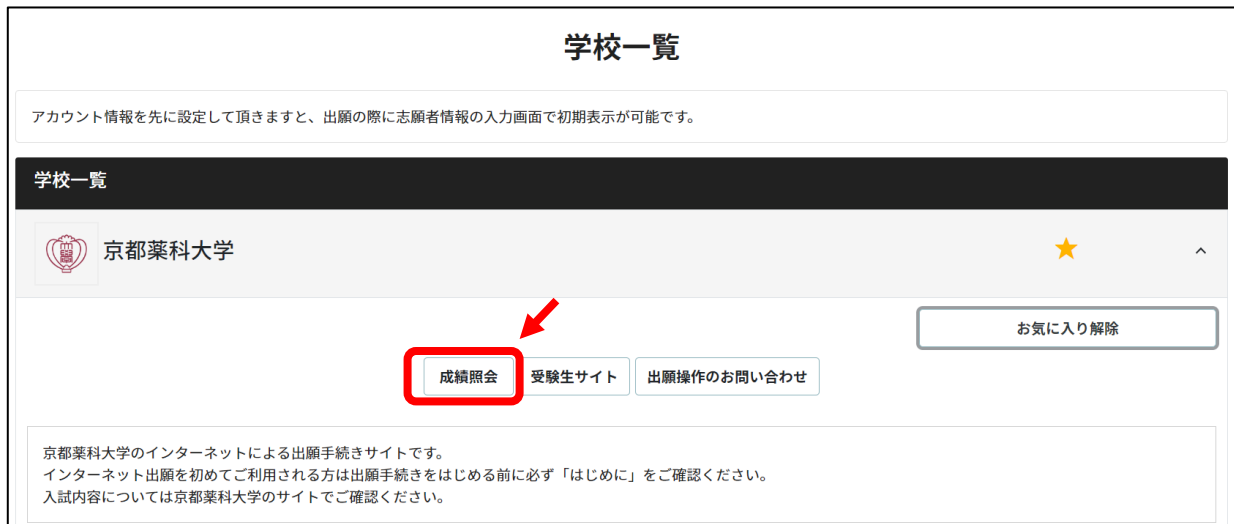 学校一覧
アカウント情報を先に設定して頂きますと、出願の際に志願者情報の入力画面で初期表示が可能です。
学校一覧
京都薬科大学
お気に入り解除
成績照会 受験生サイト 出願操作のお問い合わせ
京都薬科大学のインターネットによる出願手続きサイトです。
インターネット出願を初めてご利用される方は出願手続きをはじめる前に必ず「はじめに」をご確認ください。
入試内容については京都薬科大学のサイトでご確認ください。